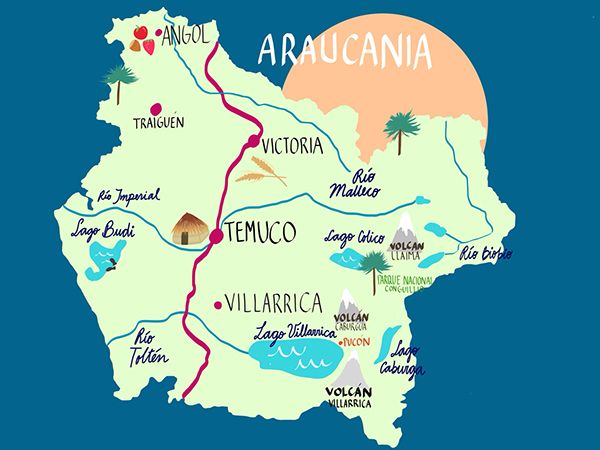 ANGOL
ARAUCANIA
TRAIGUÉN
VICTORIA
Río
Malleco
Río Imperial
Lago Budi
TEMUCO
Lago Colico
VOLCÁN
LLAIMA
Río biobío
PARQUE NACIONAL
CONGUILLIO
VILLARRICA
VOLCÁN
CABURGUA
Río
Toltén
Lago Villarrica
PUCON
Lago
Caburga
VOLCÁN
VILLARRICA